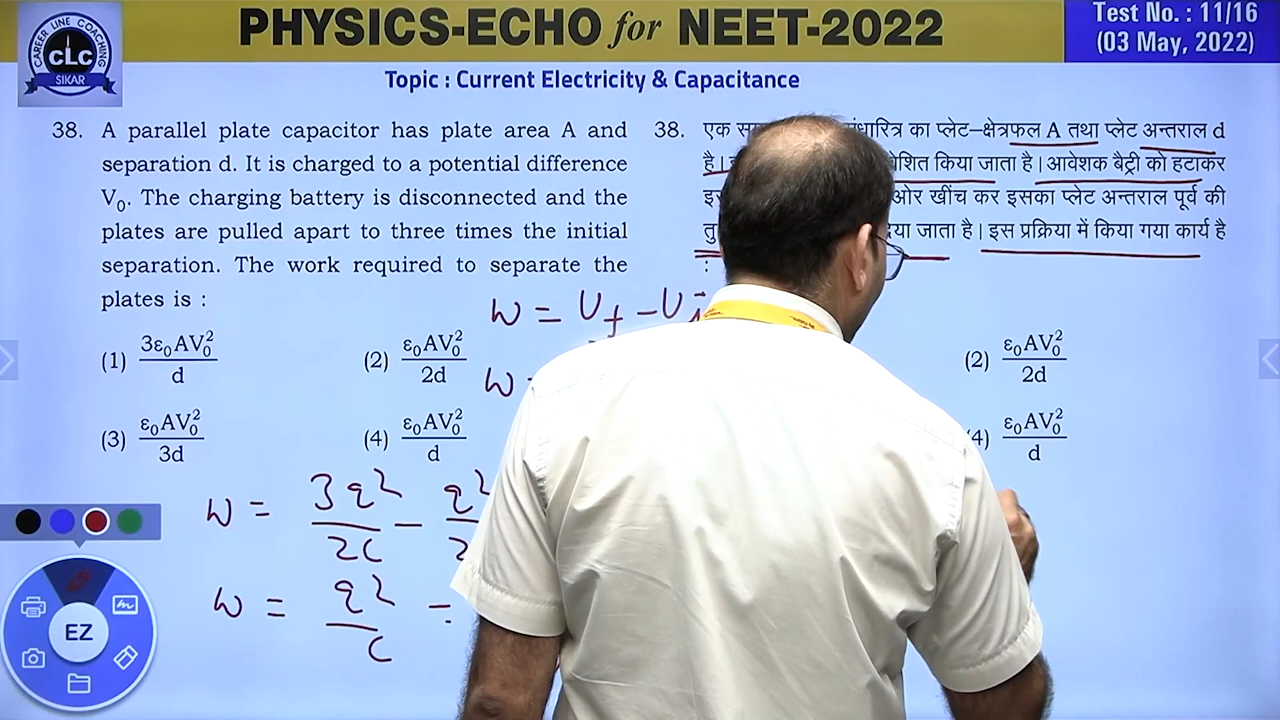 PHYSICS-ECHO for NEET-2022
Test No. : 11/16
(03 May, 2022)
CAREER LINE COACHING
CLC
SIKAR
Topic : Current Electricity & Capacitance
38. A parallel plate capacitor has plate area A and
separation d. It is charged to a potential difference
V₀. The charging battery is disconnected and the
plates are pulled apart to three times the initial
separation. The work required to separate the
plates is :
(1) 3ε₀AV₀²/d
(2) ε₀AV₀²/2d
(3) ε₀AV₀²/3d
(4) ε₀AV₀²/d
38. एक का प्लेट–क्षेत्रफल A तथा प्लेट अन्तराल d
है। किया जाता है। आवेशक बैट्री को हटाकर
ओर खींच कर इसका प्लेट अन्तराल पूर्व की
जाता है। इस प्रक्रिया में किया गया कार्य है
:
(2) ε₀AV₀²/2d
4) ε₀AV₀²/d
W = U_f - U_i
W
W = 3q²/2C - q²/2
W = q²/C =
EZ